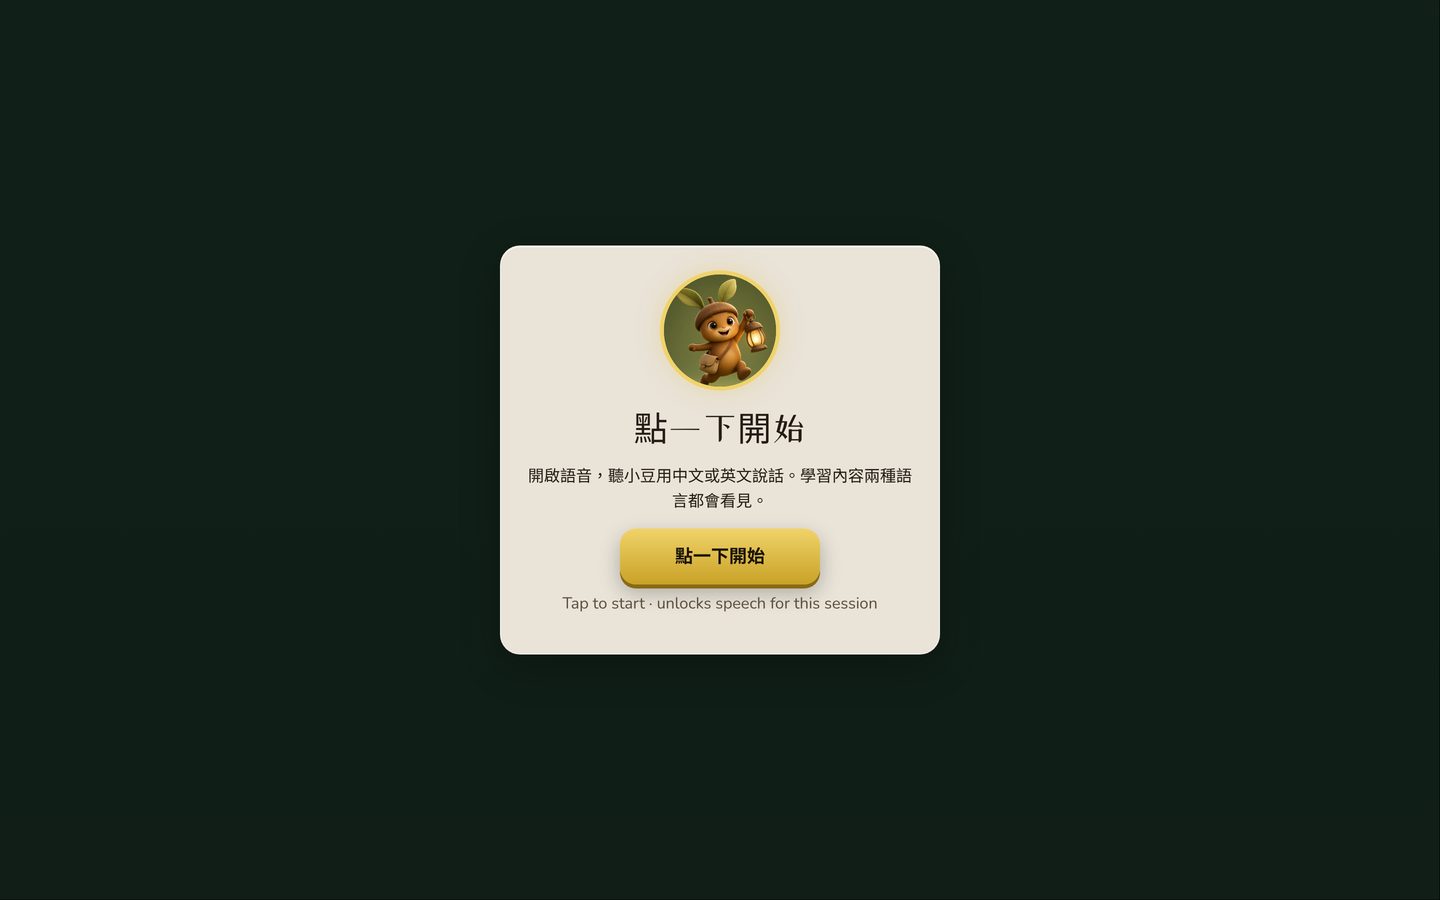 點一下開始
開啟語音，聽小豆用中文或英文說話。學習內容兩種語
言都會看見。
點一下開始
Tap to start · unlocks speech for this session